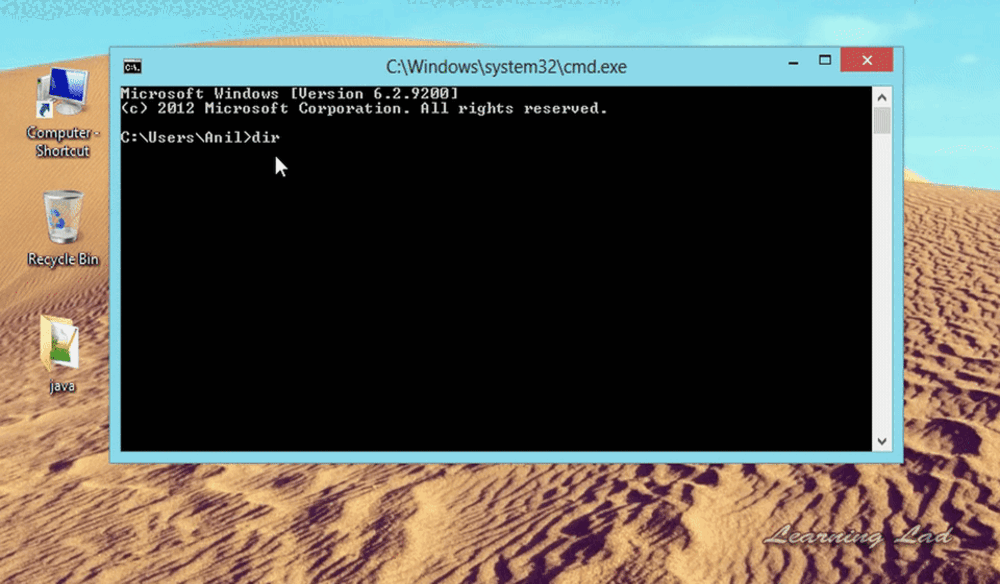 C:\Windows\system32\cmd.exe
Microsoft Windows [Version 6.2.9200]
(c) 2012 Microsoft Corporation. All rights reserved.
C:\Users\Anil>dir
Computer -
Shortcut
Recycle Bin
java
Learning Lad